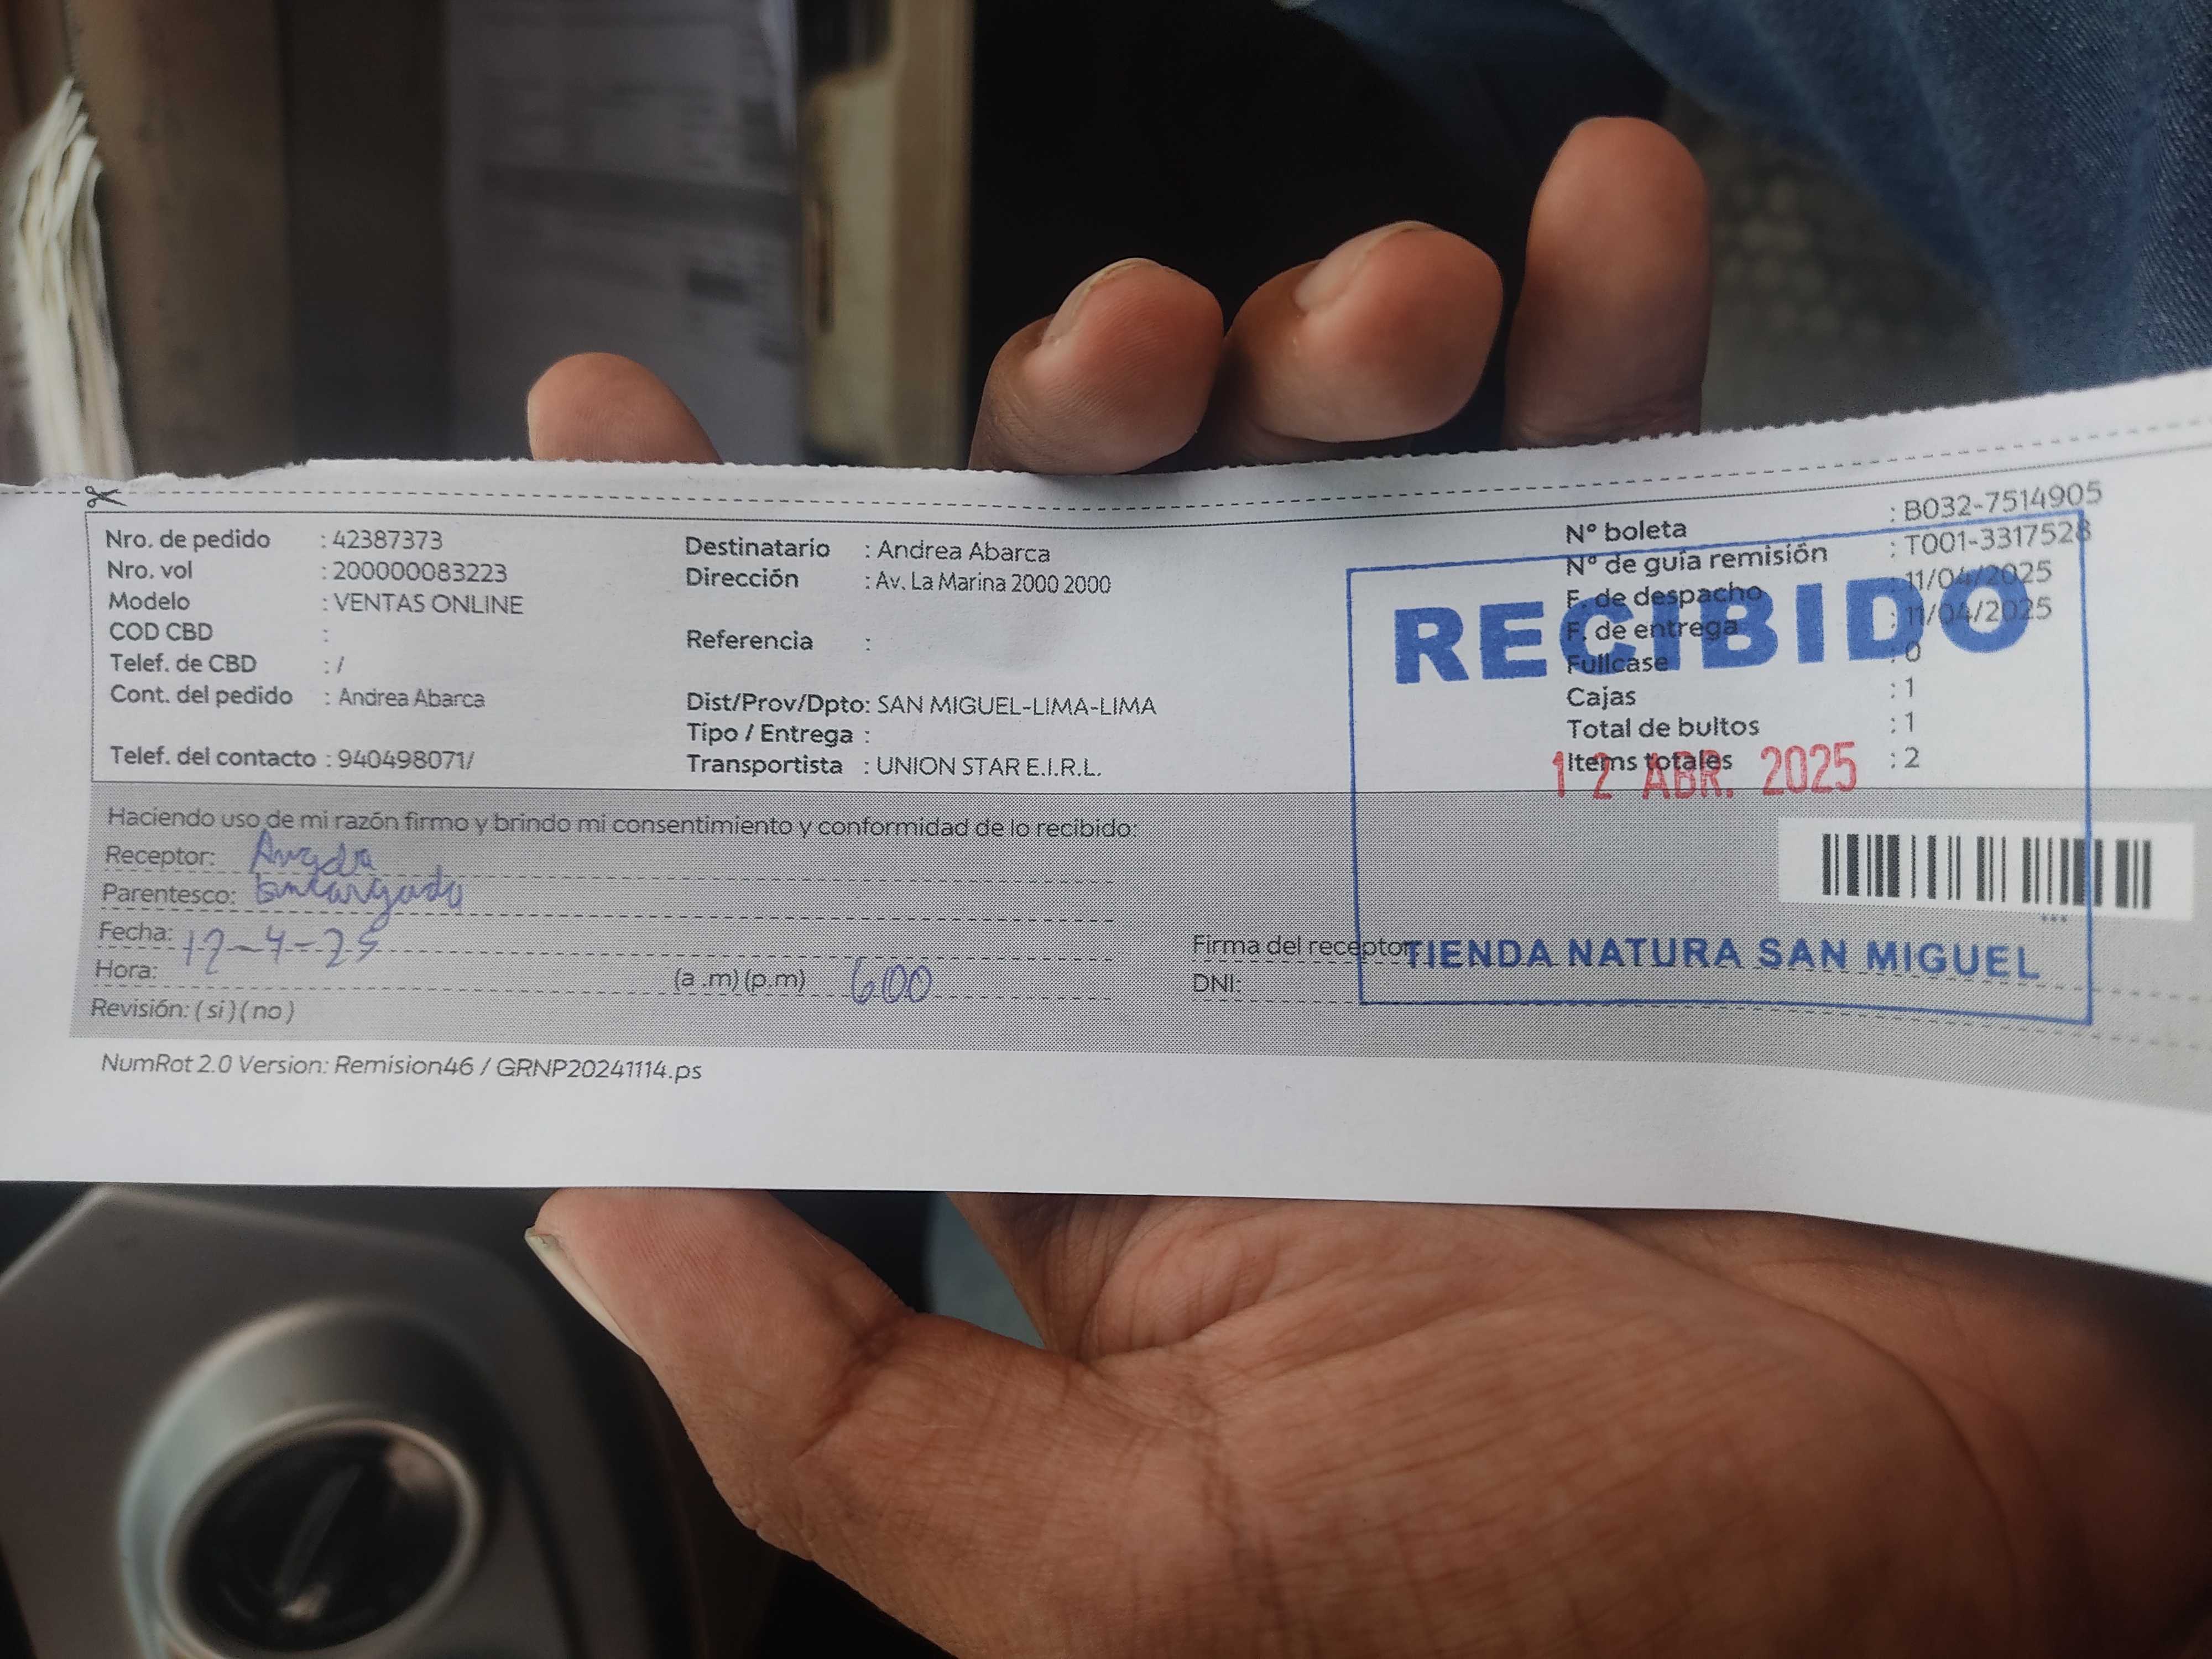 Nro. de pedido : 42387373
Nro. vol : 200000083223
Modelo : VENTAS ONLINE
COD CBD :
Telef. de CBD : /
Cont. del pedido : Andrea Abarca
Telef. del contacto : 940498071/
Destinatario : Andrea Abarca
Dirección : Av. La Marina 2000 2000
Referencia :
Dist/Prov/Dpto: SAN MIGUEL-LIMA-LIMA
Tipo / Entrega :
Transportista : UNION STAR E.I.R.L.
Nº boleta : B032-7514905
Nº de guía remisión : T001-3317528
F. de despacho : 11/04/2025
F. de entrega : 11/04/2025
Fullcase : 0
Cajas : 1
Total de bultos : 1
Items totales : 2
RECIBIDO
12 ABR. 2025
TIENDA NATURA SAN MIGUEL
Haciendo uso de mi razón firmo y brindo mi consentimiento y conformidad de lo recibido:
Receptor:
Parentesco: Encargada
Fecha: 12-4-25
Hora: (a .m) (p.m) 600
Revisión: ( si ) ( no )
Firma del receptor
DNI:
***
NumRot 2.0 Version: Remision46 / GRNP20241114.ps